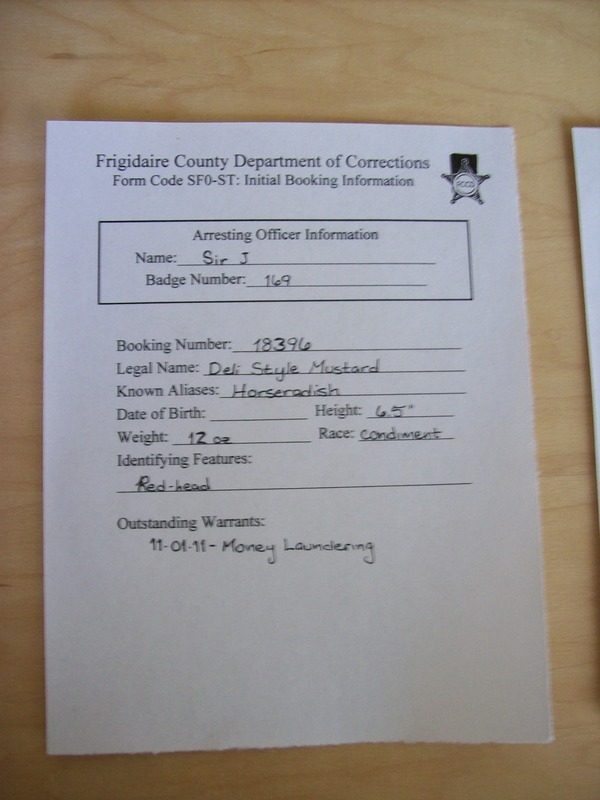 Frigidaire County Department of Corrections
Form Code SF0-ST: Initial Booking Information
Arresting Officer Information
Name: Sir J
Badge Number: 169
Booking Number: 18396
Legal Name: Deli Style Mustard
Known Aliases: Horseradish
Date of Birth: Height: 6.5"
Weight: 12 oz Race: Condiment
Identifying Features:
Red-head
Outstanding Warrants:
11-01-11 - Money Laundering